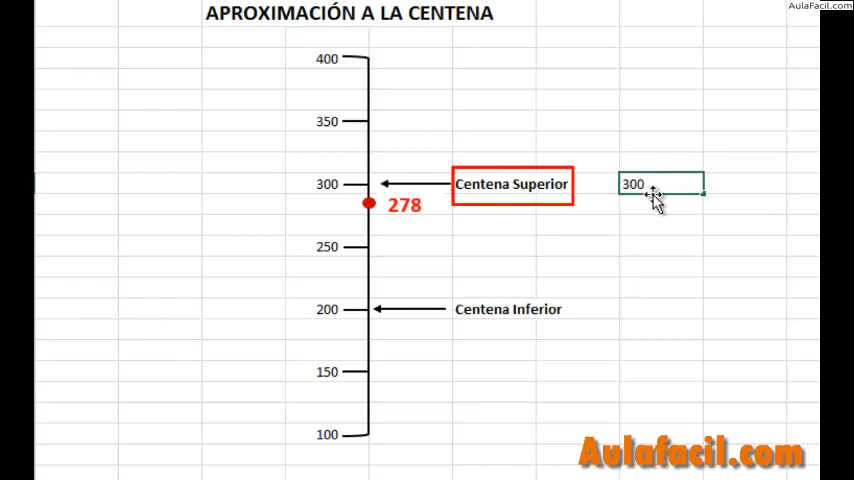 AulaFacil.com
APROXIMACIÓN A LA CENTENA
400
350
300
Centena Superior
300
278
250
200
Centena Inferior
150
100
Aulafacil.com